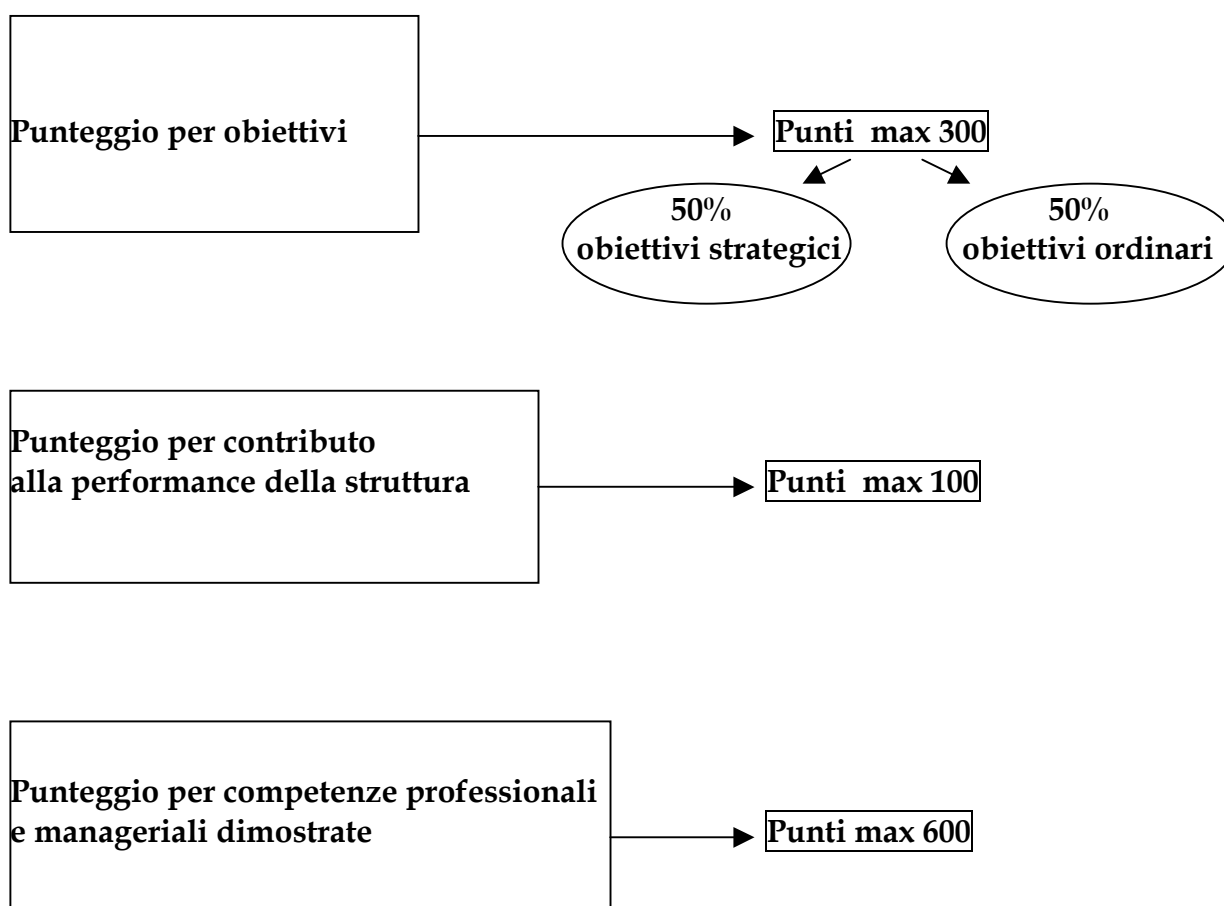 Punteggio per obiettivi
Punti max 300
50%
obiettivi strategici
50%
obiettivi ordinari
Punteggio per contributo
alla performance della struttura
Punti max 100
Punteggio per competenze professionali
e manageriali dimostrate
Punti max 600